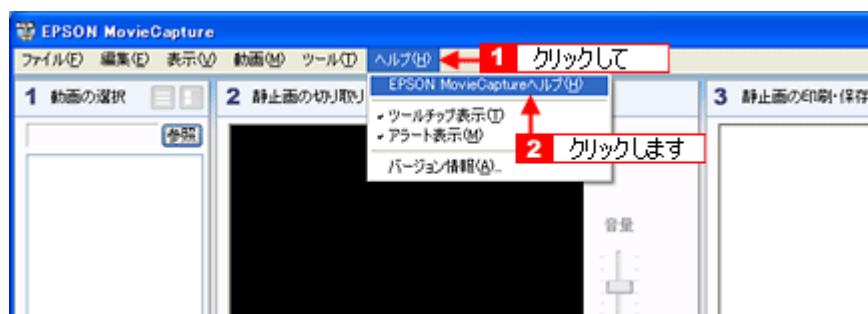 EPSON MovieCapture
ファイル(F) 編集(E) 表示(V) 動画(M) ツール(T) ヘルプ(H) 1 クリックして
EPSON MovieCaptureヘルプ(H)
1 動画の選択 2 静止画の切り取り 3 静止画の印刷・保存
ツールチップ表示(T)
参照 アラート表示(M)
2 クリックします
バージョン情報(A)...
音量